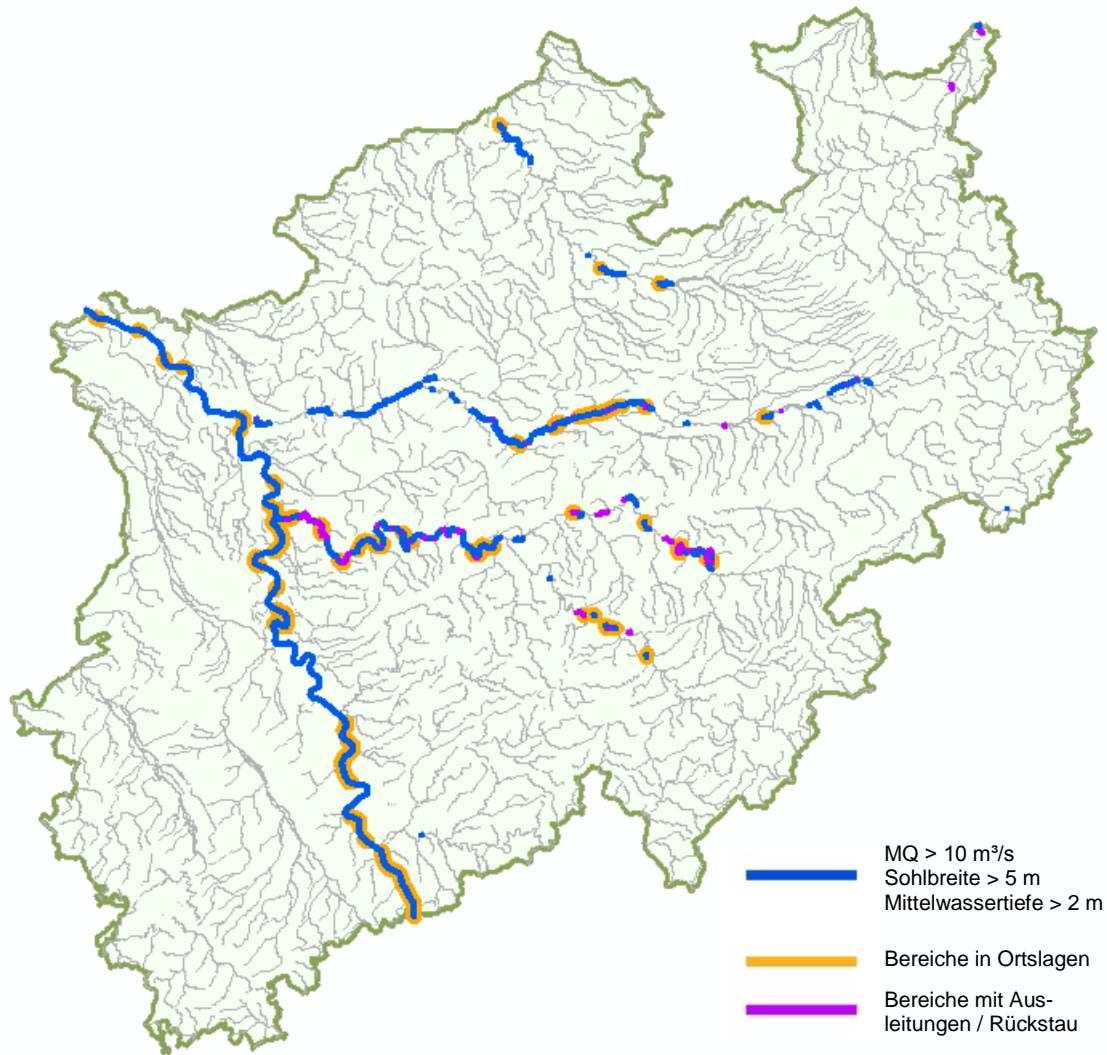 MQ > 10 m³/s
Sohlbreite > 5 m
Mittelwassertiefe > 2 m
Bereiche in Ortslagen
Bereiche mit Aus-
leitungen / Rückstau